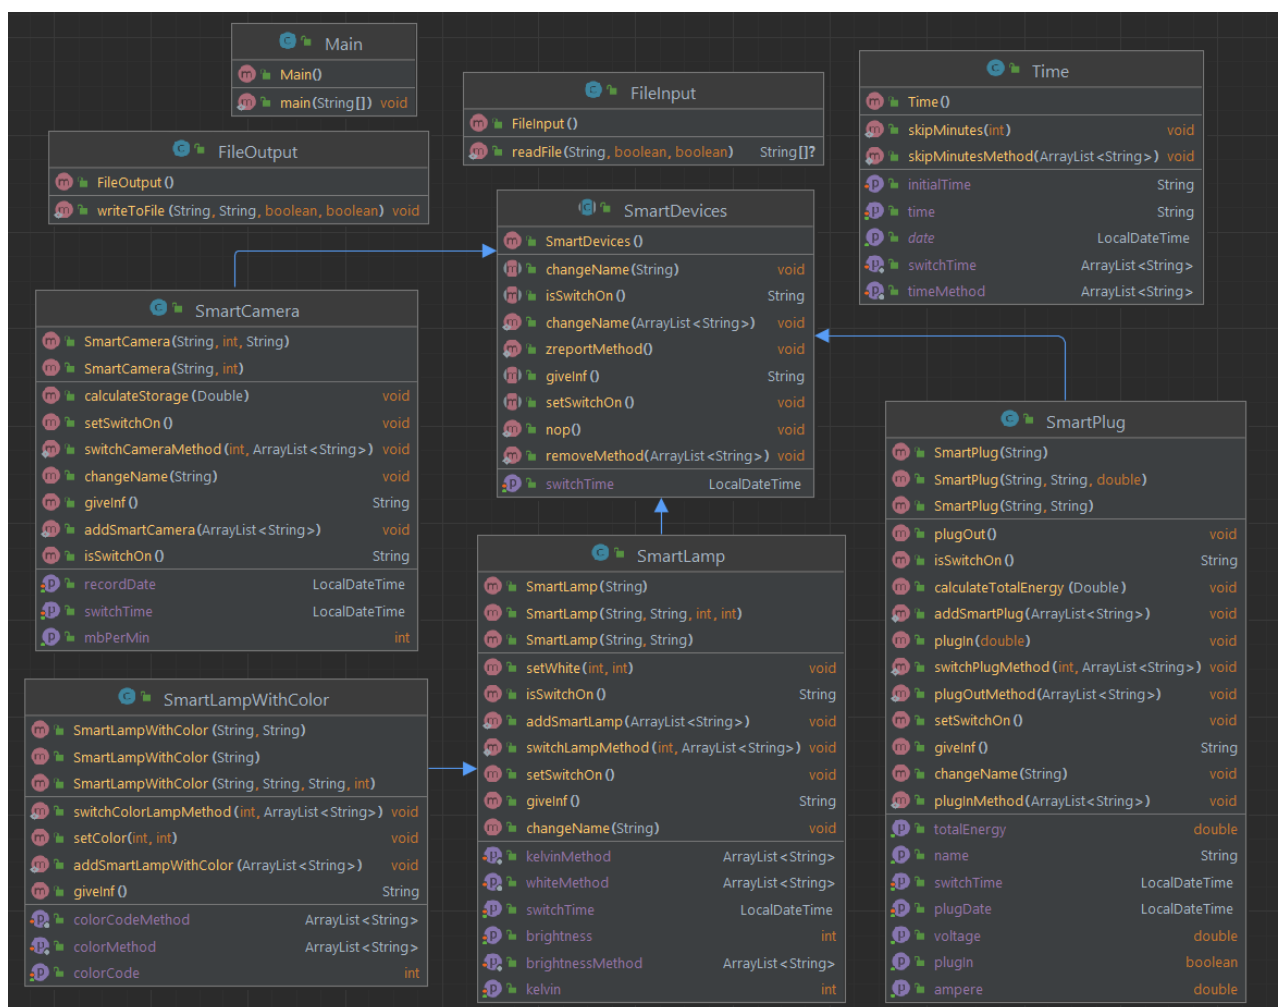 Main
Main()
main(String[]) void
FileOutput
FileOutput()
writeToFile(String, String, boolean, boolean) void
FileInput
FileInput()
readFile(String, boolean, boolean) String[]?
Time
Time()
skipMinutes(int) void
skipMinutesMethod(ArrayList<String>) void
initialTime String
time String
date LocalDateTime
switchTime ArrayList<String>
timeMethod ArrayList<String>
SmartDevices
SmartDevices()
changeName(String) void
isSwitchOn() String
changeName(ArrayList<String>) void
zreportMethod() void
giveInf() String
setSwitchOn() void
nop() void
removeMethod(ArrayList<String>) void
switchTime LocalDateTime
SmartCamera
SmartCamera(String, int, String)
SmartCamera(String, int)
calculateStorage(Double) void
setSwitchOn() void
switchCameraMethod(int, ArrayList<String>) void
changeName(String) void
giveInf() String
addSmartCamera(ArrayList<String>) void
isSwitchOn() String
recordDate LocalDateTime
switchTime LocalDateTime
mbPerMin int
SmartPlug
SmartPlug(String)
SmartPlug(String, String, double)
SmartPlug(String, String)
plugOut() void
isSwitchOn() String
calculateTotalEnergy(Double) void
addSmartPlug(ArrayList<String>) void
plugIn(double) void
switchPlugMethod(int, ArrayList<String>) void
plugOutMethod(ArrayList<String>) void
setSwitchOn() void
giveInf() String
changeName(String) void
plugInMethod(ArrayList<String>) void
totalEnergy double
name String
switchTime LocalDateTime
plugDate LocalDateTime
voltage double
plugIn boolean
ampere double
SmartLamp
SmartLamp(String)
SmartLamp(String, String, int, int)
SmartLamp(String, String)
setWhite(int, int) void
isSwitchOn() String
addSmartLamp(ArrayList<String>) void
switchLampMethod(int, ArrayList<String>) void
setSwitchOn() void
giveInf() String
changeName(String) void
kelvinMethod ArrayList<String>
whiteMethod ArrayList<String>
switchTime LocalDateTime
brightness int
brightnessMethod ArrayList<String>
kelvin int
SmartLampWithColor
SmartLampWithColor(String, String)
SmartLampWithColor(String)
SmartLampWithColor(String, String, String, int)
switchColorLampMethod(int, ArrayList<String>) void
setColor(int, int) void
addSmartLampWithColor(ArrayList<String>) void
giveInf() String
colorCodeMethod ArrayList<String>
colorMethod ArrayList<String>
colorCode int